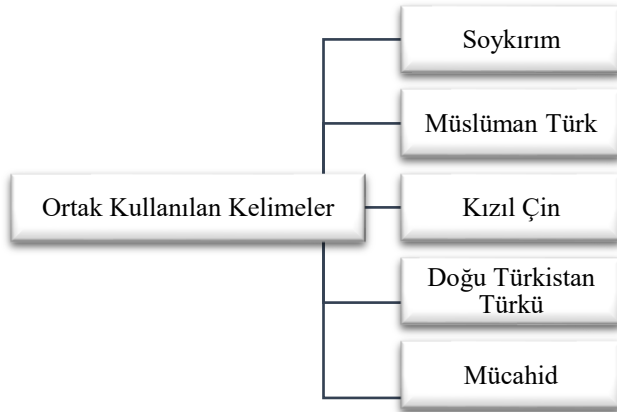 Soykırım
Müslüman Türk
Ortak Kullanılan Kelimeler
Kızıl Çin
Doğu Türkistan
Türkü
Mücahid